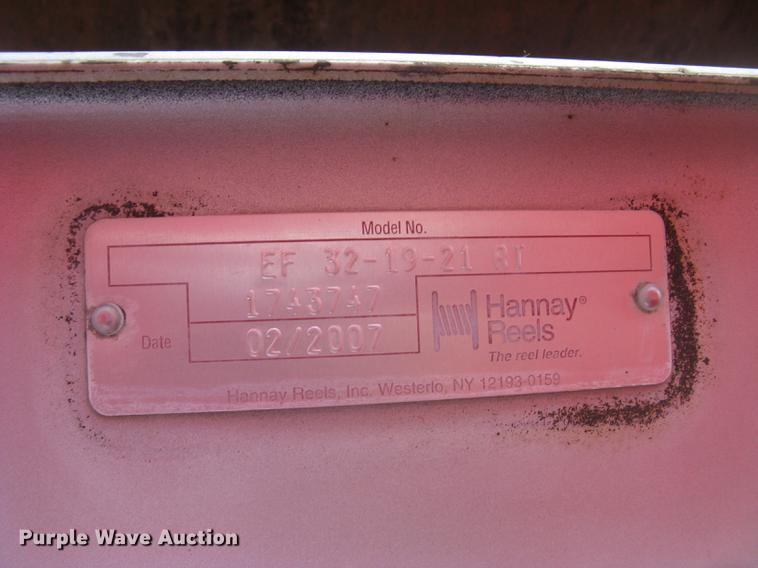 Model No.
EF 32-19-21 RT
17A37A7
Date 02/2007
Hannay®
Reels
The reel leader.
Hannay Reels, Inc. Westerlo, NY 12193-0159
Purple Wave Auction